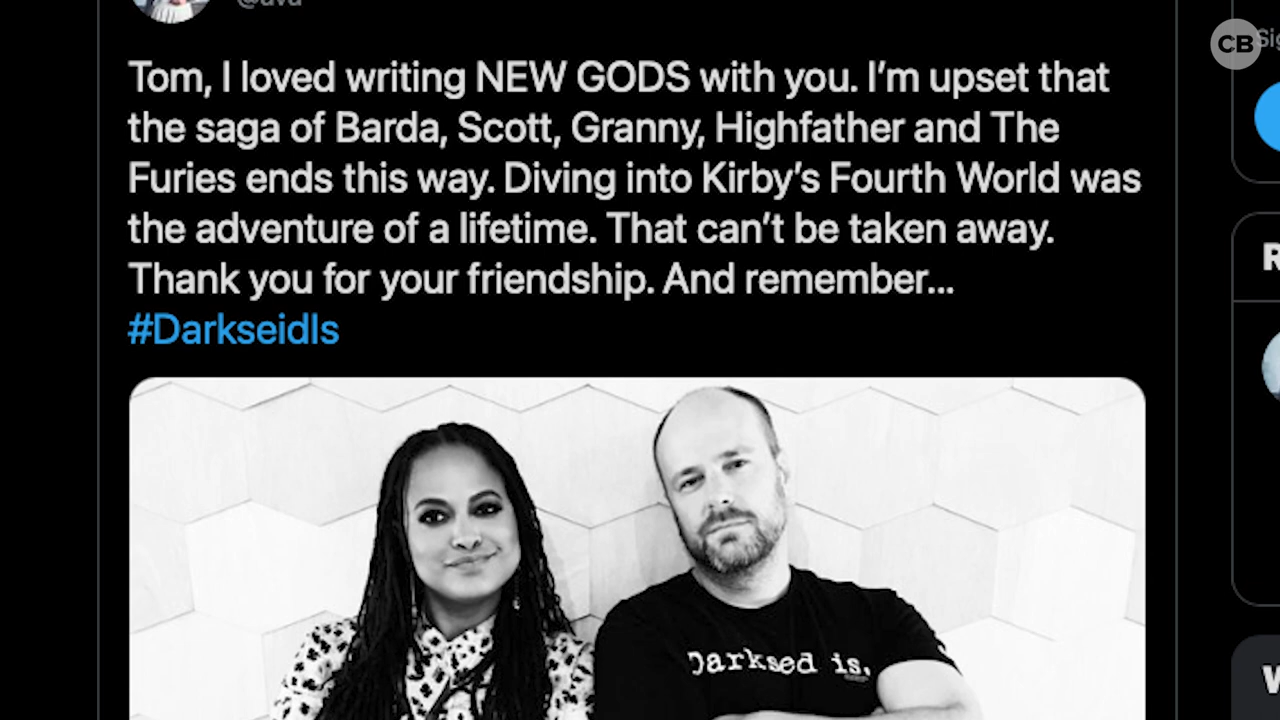 @ava
CB
Tom, I loved writing NEW GODS with you. I’m upset that
the saga of Barda, Scott, Granny, Highfather and The
Furies ends this way. Diving into Kirby’s Fourth World was
the adventure of a lifetime. That can’t be taken away.
Thank you for your friendship. And remember...
#DarkseidIs
Darksed is.